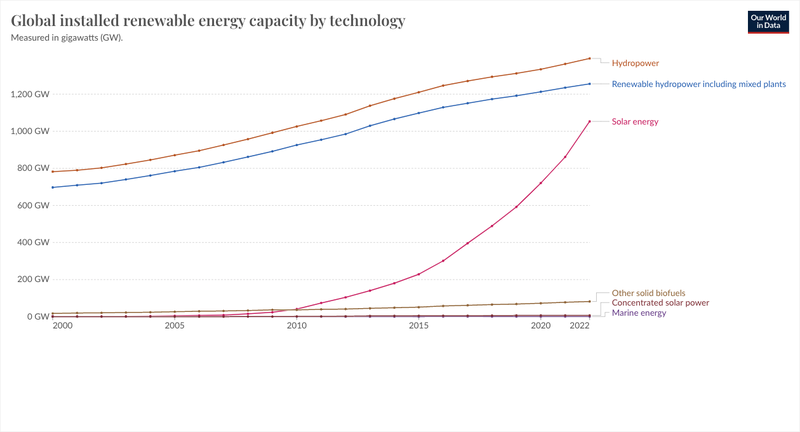 Global installed renewable energy capacity by technology
Measured in gigawatts (GW).
Our World
in Data
Hydropower
Renewable hydropower including mixed plants
1,200 GW
Solar energy
1,000 GW
800 GW
600 GW
400 GW
200 GW
Other solid biofuels
Concentrated solar power
Marine energy
0 GW
2000 2005 2010 2015 2020 2022